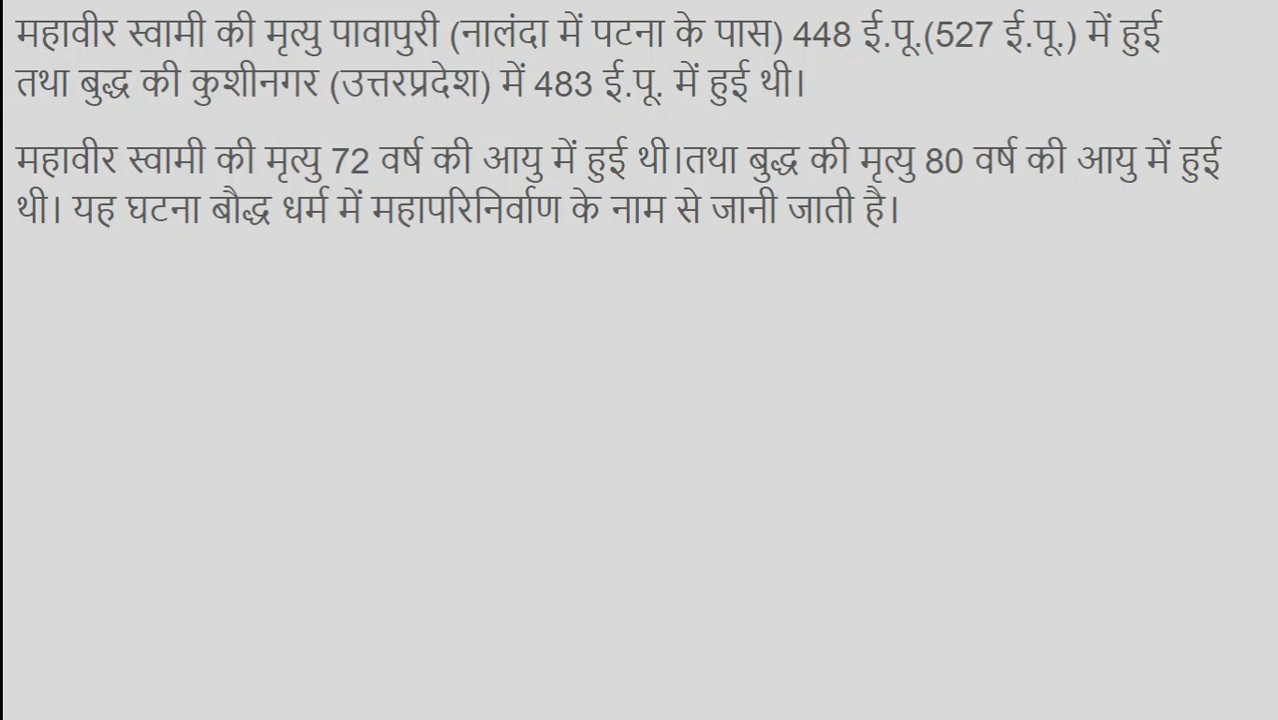 महावीर स्वामी की मृत्यु पावापुरी (नालंदा में पटना के पास) 448 ई.पू.(527 ई.पू.) में हुई
तथा बुद्ध की कुशीनगर (उत्तरप्रदेश) में 483 ई.पू. में हुई थी।
महावीर स्वामी की मृत्यु 72 वर्ष की आयु में हुई थी।तथा बुद्ध की मृत्यु 80 वर्ष की आयु में हुई
थी। यह घटना बौद्ध धर्म में महापरिनिर्वाण के नाम से जानी जाती है।